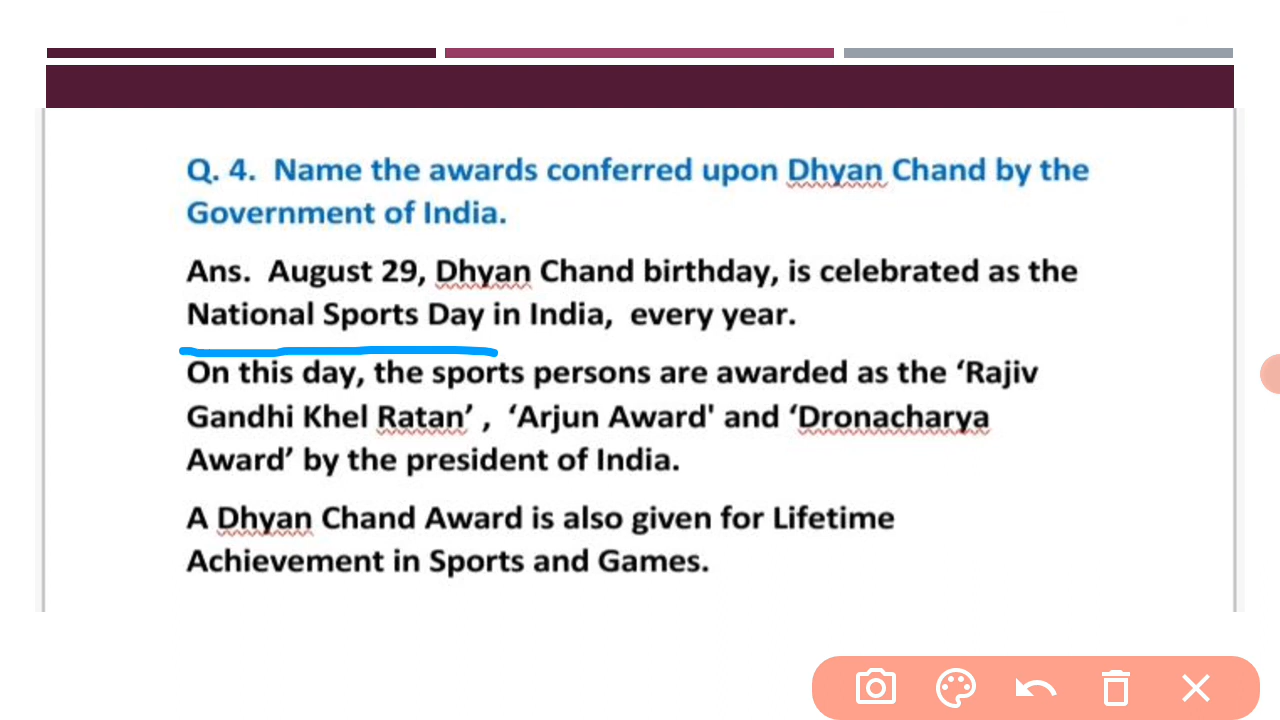 Q. 4.  Name the awards conferred upon Dhyan Chand by the
Government of India.
Ans.  August 29, Dhyan Chand birthday, is celebrated as the
National Sports Day in India,  every year.
On this day, the sports persons are awarded as the ‘Rajiv
Gandhi Khel Ratan’ ,  ‘Arjun Award' and ‘Dronacharya
Award’ by the president of India.
A Dhyan Chand Award is also given for Lifetime
Achievement in Sports and Games.